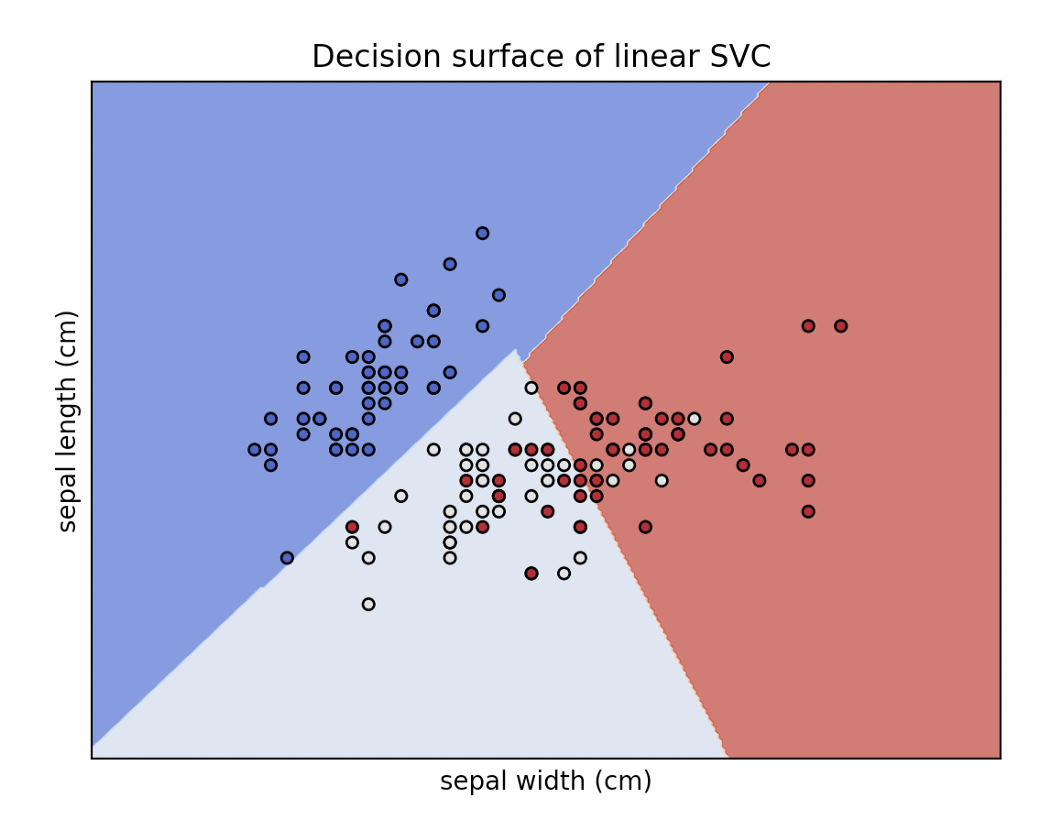 Decision surface of linear SVC
sepal length (cm)
sepal width (cm)